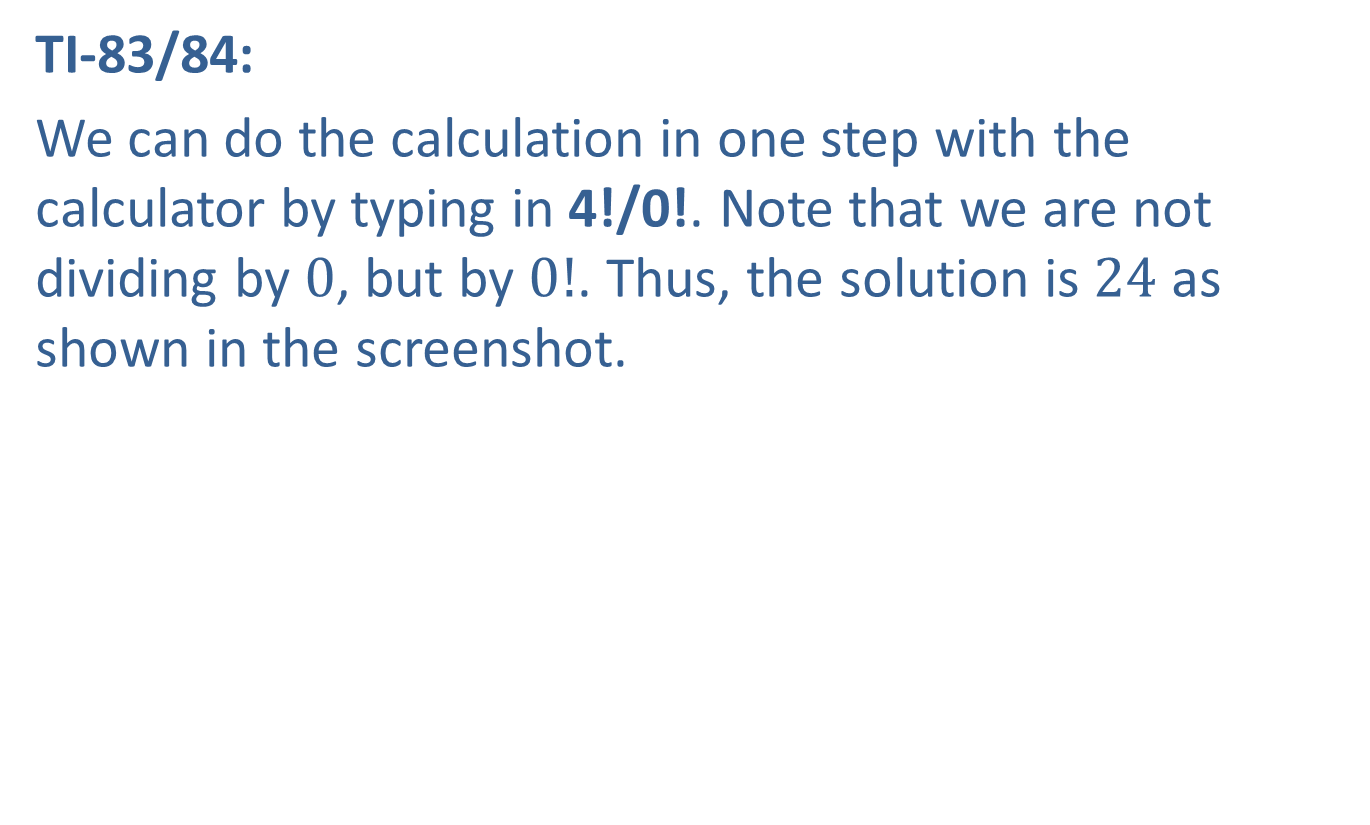 TI-83/84:
We can do the calculation in one step with the
calculator by typing in 4!/0!. Note that we are not
dividing by 0, but by 0!. Thus, the solution is 24 as
shown in the screenshot.